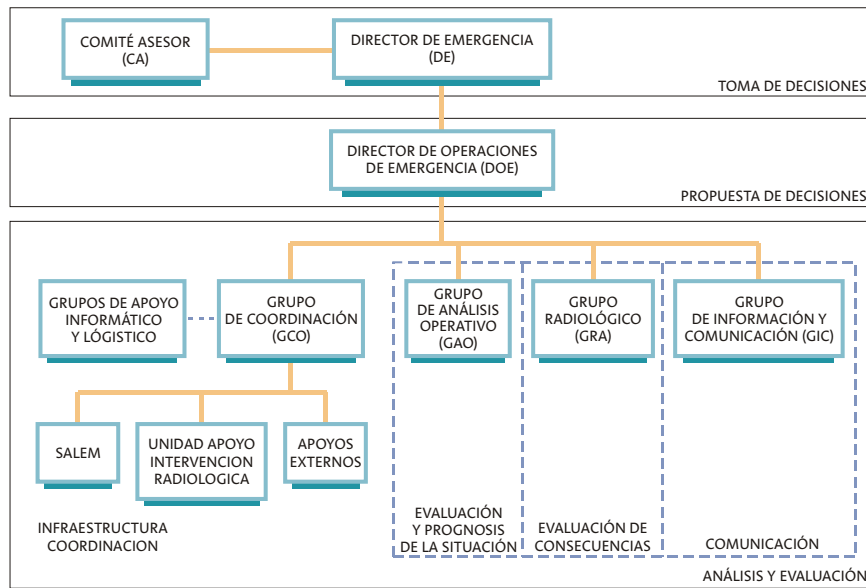 COMITÉ ASESOR
(CA)
DIRECTOR DE EMERGENCIA
(DE)
TOMA DE DECISIONES
DIRECTOR DE OPERACIONES
DE EMERGENCIA (DOE)
PROPUESTA DE DECISIONES
GRUPOS DE APOYO
INFORMÁTICO
Y LÓGISTICO
GRUPO
DE COORDINACIÓN
(GCO)
GRUPO
DE ANÁLISIS
OPERATIVO
(GAO)
GRUPO
RADIOLÓGICO
(GRA)
GRUPO
DE INFORMACIÓN Y
COMUNICACIÓN (GIC)
SALEM
UNIDAD APOYO
INTERVENCION
RADIOLOGICA
APOYOS
EXTERNOS
INFRAESTRUCTURA
COORDINACION
EVALUACIÓN
Y PROGNOSIS
DE LA SITUACIÓN
EVALUACIÓN DE
CONSECUENCIAS
COMUNICACIÓN
ANÁLISIS Y EVALUACIÓN